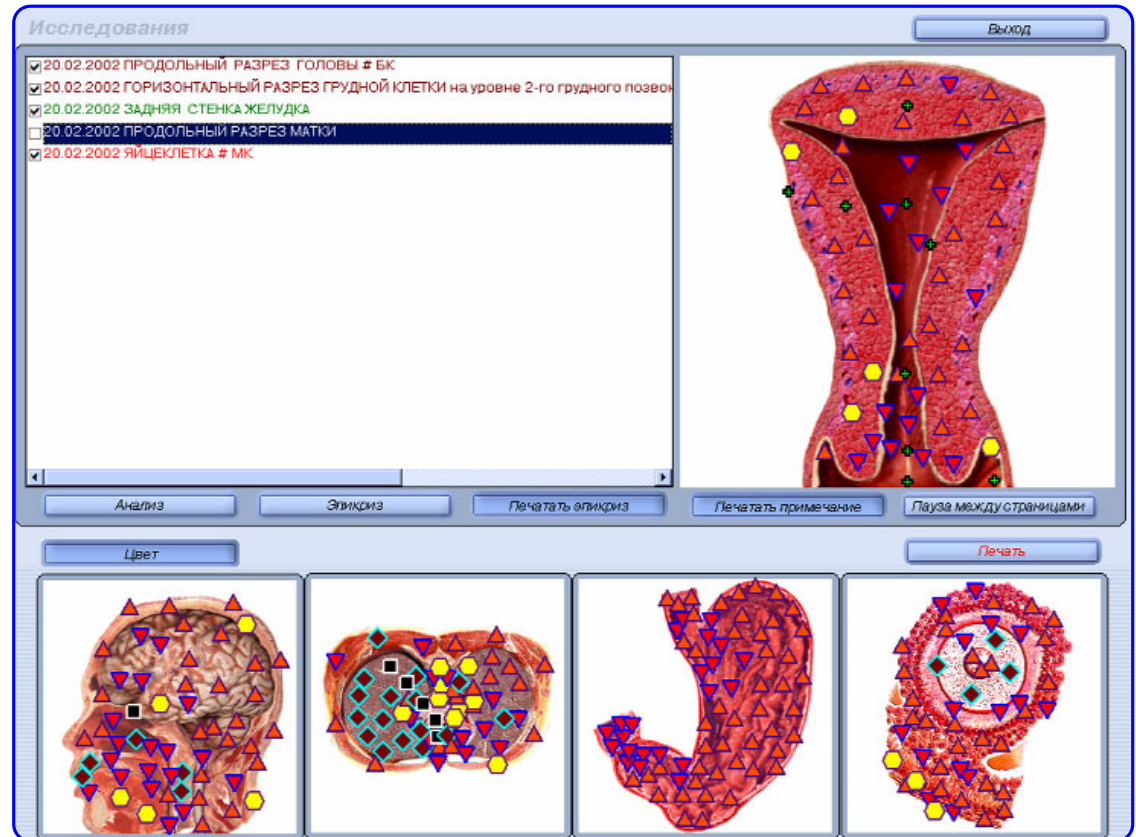 Исследования
Выход
20.02.2002 ПРОДОЛЬНЫЙ РАЗРЕЗ ГОЛОВЫ # БК
20.02.2002 ГОРИЗОНТАЛЬНЫЙ РАЗРЕЗ ГРУДНОЙ КЛЕТКИ на уровне 2-го грудного позвон
20.02.2002 ЗАДНЯЯ СТЕНКА ЖЕЛУДКА
20.02.2002 ПРОДОЛЬНЫЙ РАЗРЕЗ МАТКИ
20.02.2002 ЯЙЦЕКЛЕТКА # МК
Анализ
Эпикриз
Печатать эпикриз
Печатать примечание
Пауза между страницами
Цвет
Печать